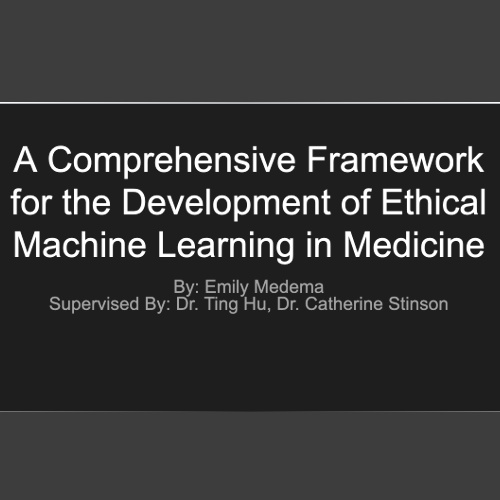 A Comprehensive Framework
for the Development of Ethical
Machine Learning in Medicine
By: Emily Medema
Supervised By: Dr. Ting Hu, Dr. Catherine Stinson